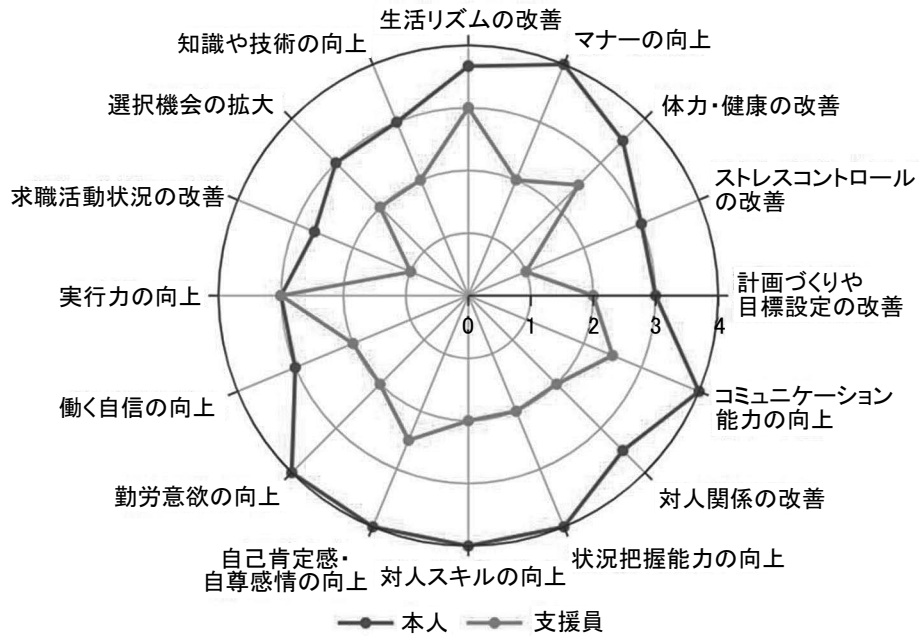 生活リズムの改善
マナーの向上
体力・健康の改善
ストレスコントロール
の改善
計画づくりや
目標設定の改善
コミュニケーション
能力の向上
対人関係の改善
状況把握能力の向上
対人スキルの向上
自己肯定感・
自尊感情の向上
勤労意欲の向上
働く自信の向上
実行力の向上
求職活動状況の改善
選択機会の拡大
知識や技術の向上
0 1 2 3 4
本人 支援員